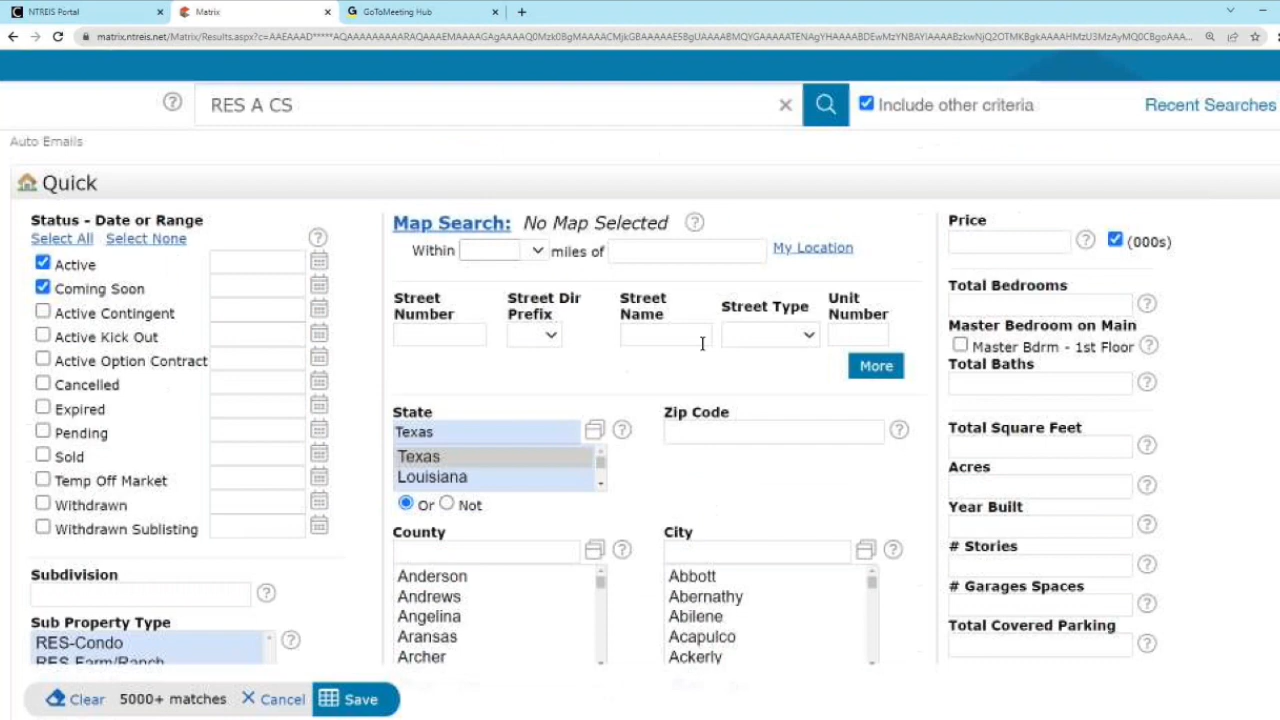 NTREIS Portal
Matrix
GoToMeeting Hub
RES A CS
Include other criteria
Recent Searches
Auto Emails
Quick
Status - Date or Range
Select All Select None
Active
Coming Soon
Active Contingent
Active Kick Out
Active Option Contract
Cancelled
Expired
Pending
Sold
Temp Off Market
Withdrawn
Withdrawn Sublisting
Subdivision
Sub Property Type
RES-Condo
RES-Farm/Ranch
Map Search: No Map Selected
Within miles of My Location
Street Number
Street Dir Prefix
Street Name
Street Type
Unit Number
More
State
Texas
Texas
Louisiana
Or Not
Zip Code
County
Anderson
Andrews
Angelina
Aransas
Archer
City
Abbott
Abernathy
Abilene
Acapulco
Ackerly
Price
(000s)
Total Bedrooms
Master Bedroom on Main
Master Bdrm - 1st Floor
Total Baths
Total Square Feet
Acres
Year Built
# Stories
# Garages Spaces
Total Covered Parking
Clear 5000+ matches Cancel Save